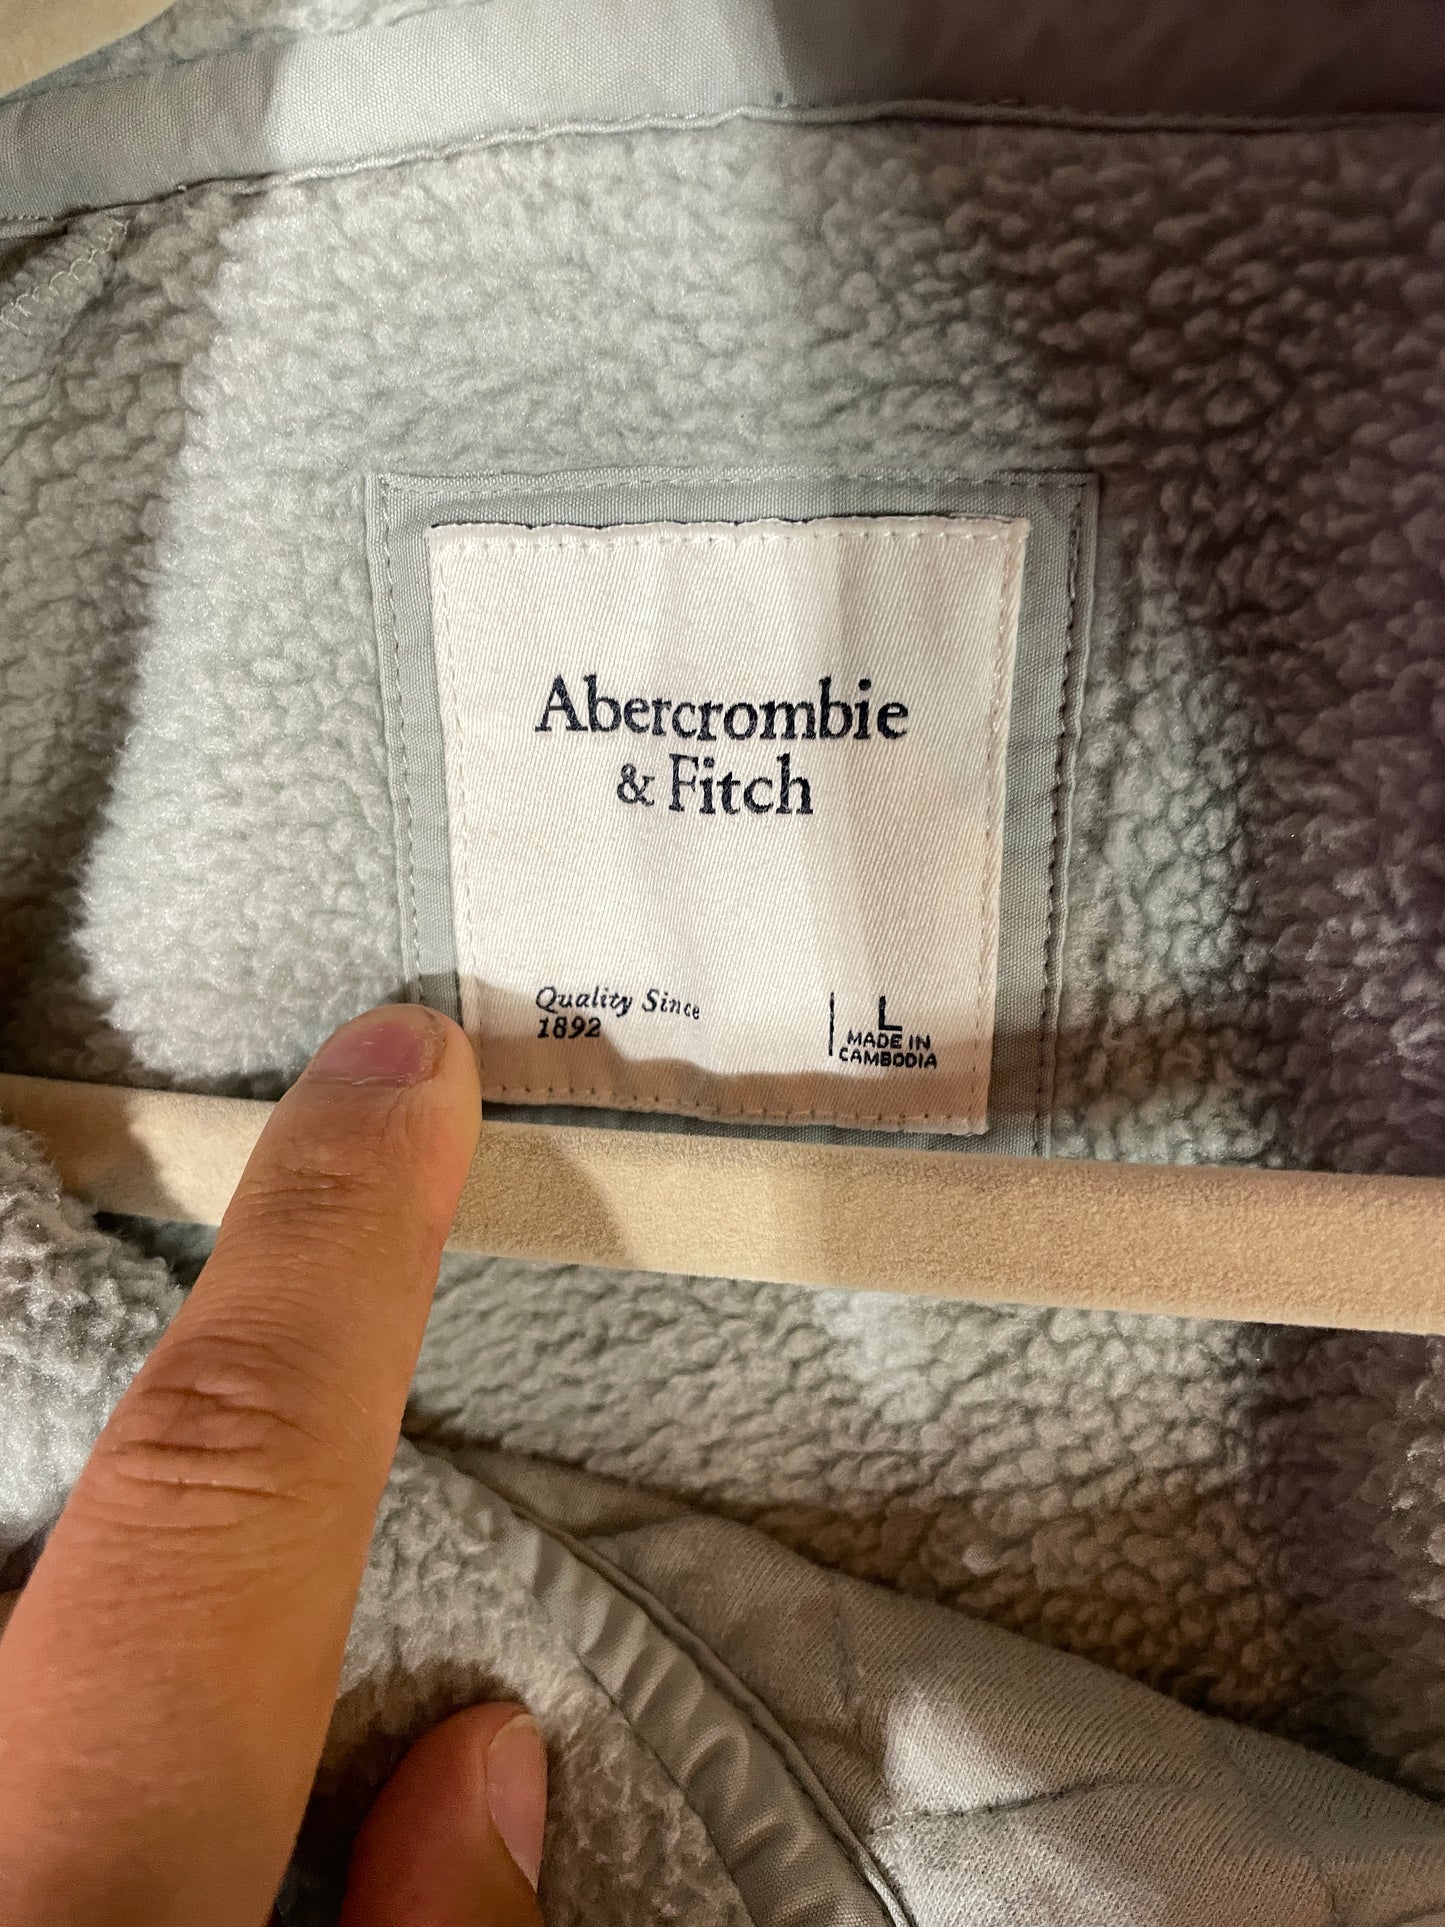 Abercrombie
& Fitch
Quality Since
1892
L
MADE IN
CAMBODIA